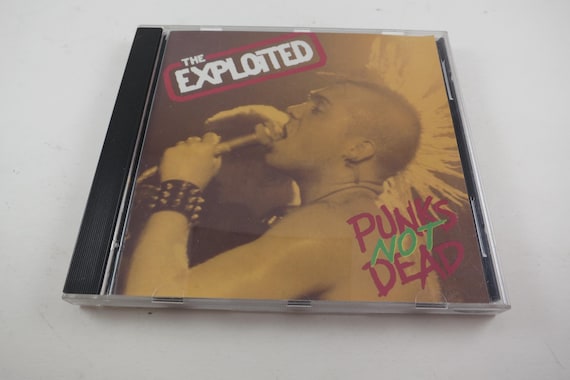 THE
EXPLOITED
PUNKS
NOT
DEAD